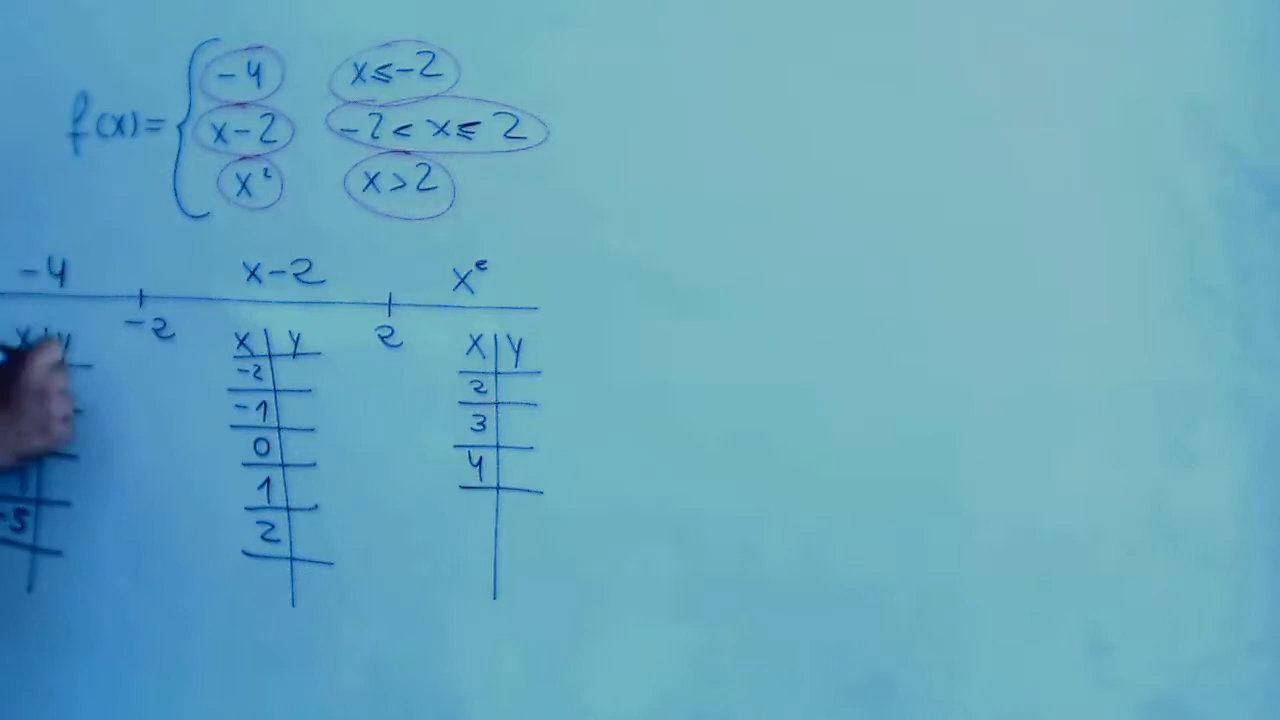 -4 x≤-2
f(x)= { x-2 -2<x≤2
x² x>2
-4 x-2 x²
-2 2
x y x y x y
-2 2
-1 3
0 4
1
-5 2